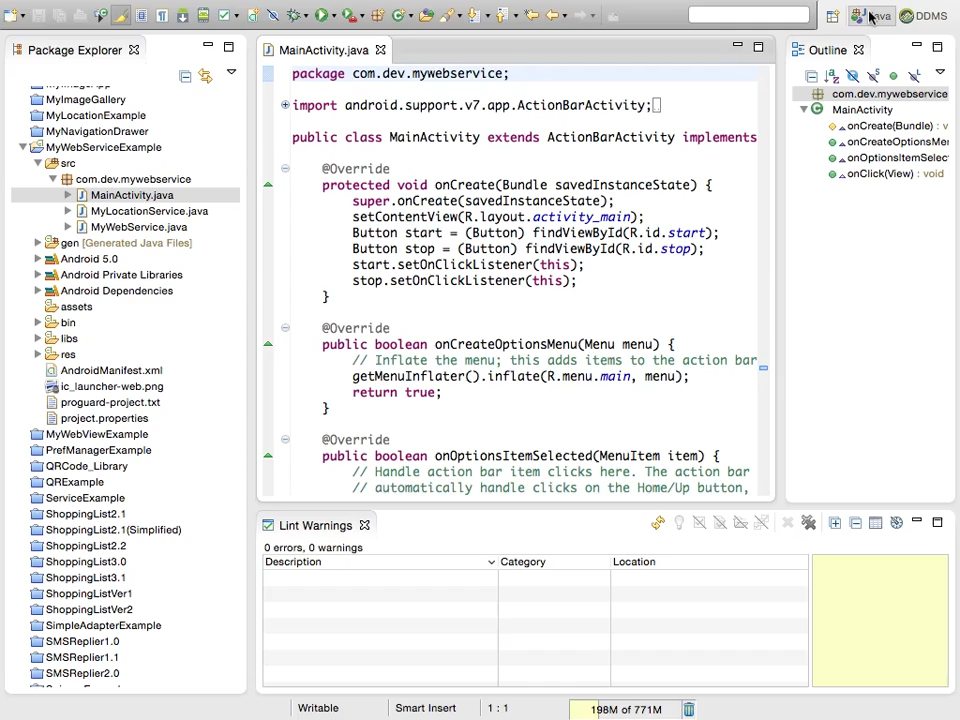 Java
DDMS
Package Explorer
MyImageGallery
MyLocationExample
MyNavigationDrawer
MyWebServiceExample
src
com.dev.mywebservice
MainActivity.java
MyLocationService.java
MyWebService.java
gen [Generated Java Files]
Android 5.0
Android Private Libraries
Android Dependencies
assets
bin
libs
res
AndroidManifest.xml
ic_launcher-web.png
proguard-project.txt
project.properties
MyWebViewExample
PrefManagerExample
QRCode_Library
QRExample
ServiceExample
ShoppingList2.1
ShoppingList2.1(Simplified)
ShoppingList2.2
ShoppingList3.0
ShoppingList3.1
ShoppingListVer1
ShoppingListVer2
SimpleAdapterExample
SMSReplier1.0
SMSReplier1.1
SMSReplier2.0
MainActivity.java
package com.dev.mywebservice;
import android.support.v7.app.ActionBarActivity;
public class MainActivity extends ActionBarActivity implements
@Override
protected void onCreate(Bundle savedInstanceState) {
super.onCreate(savedInstanceState);
setContentView(R.layout.activity_main);
Button start = (Button) findViewById(R.id.start);
Button stop = (Button) findViewById(R.id.stop);
start.setOnClickListener(this);
stop.setOnClickListener(this);
}
@Override
public boolean onCreateOptionsMenu(Menu menu) {
// Inflate the menu; this adds items to the action bar
getMenuInflater().inflate(R.menu.main, menu);
return true;
}
@Override
public boolean onOptionsItemSelected(MenuItem item) {
// Handle action bar item clicks here. The action bar
// automatically handle clicks on the Home/Up button,
Outline
com.dev.mywebservice
MainActivity
onCreate(Bundle) : v
onCreateOptionsMe
onOptionsItemSelec
onClick(View) : void
Lint Warnings
0 errors, 0 warnings
Description
Category
Location
Writable
Smart Insert
1 : 1
198M of 771M